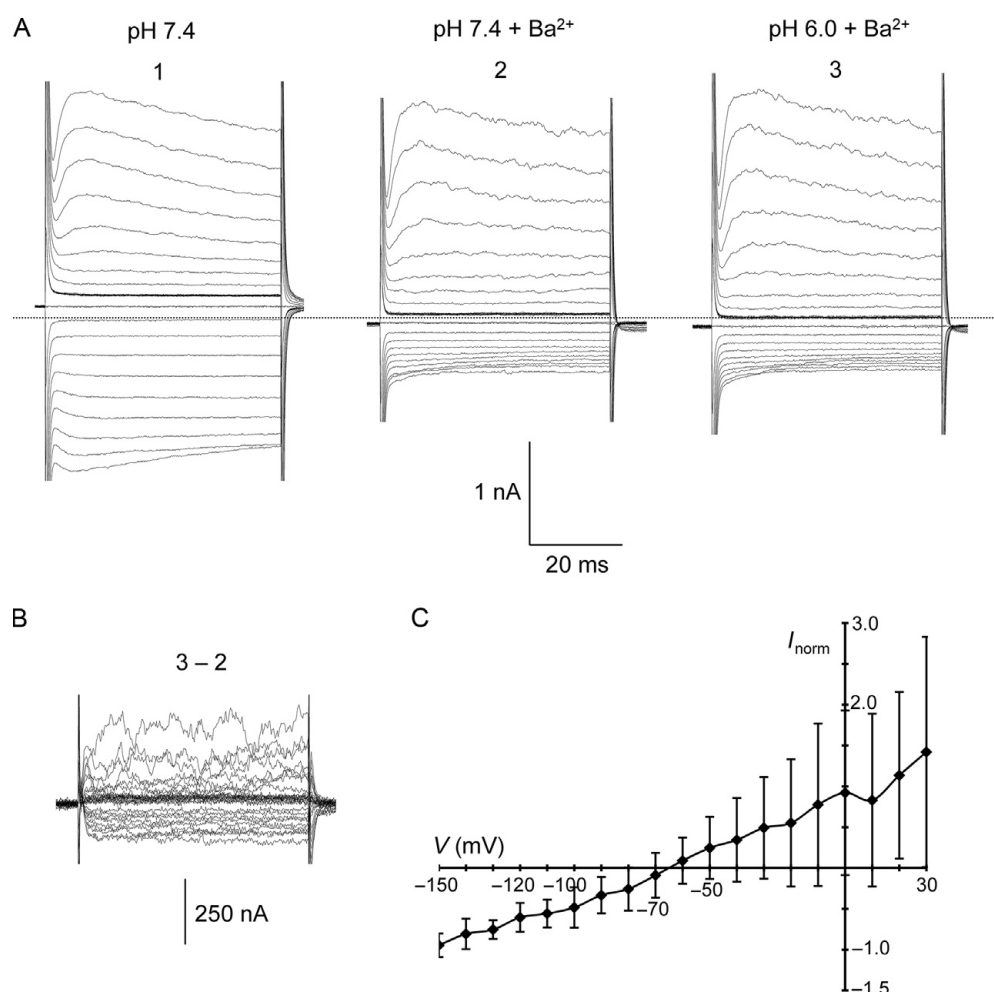 A
pH 7.4
pH 7.4 + Ba²⁺
pH 6.0 + Ba²⁺
1
2
3
1 nA
20 ms
B
C
3 – 2
250 nA
I norm
3.0
2.0
V (mV)
–150
–120
–100
–70
–50
30
–1.0
–1.5